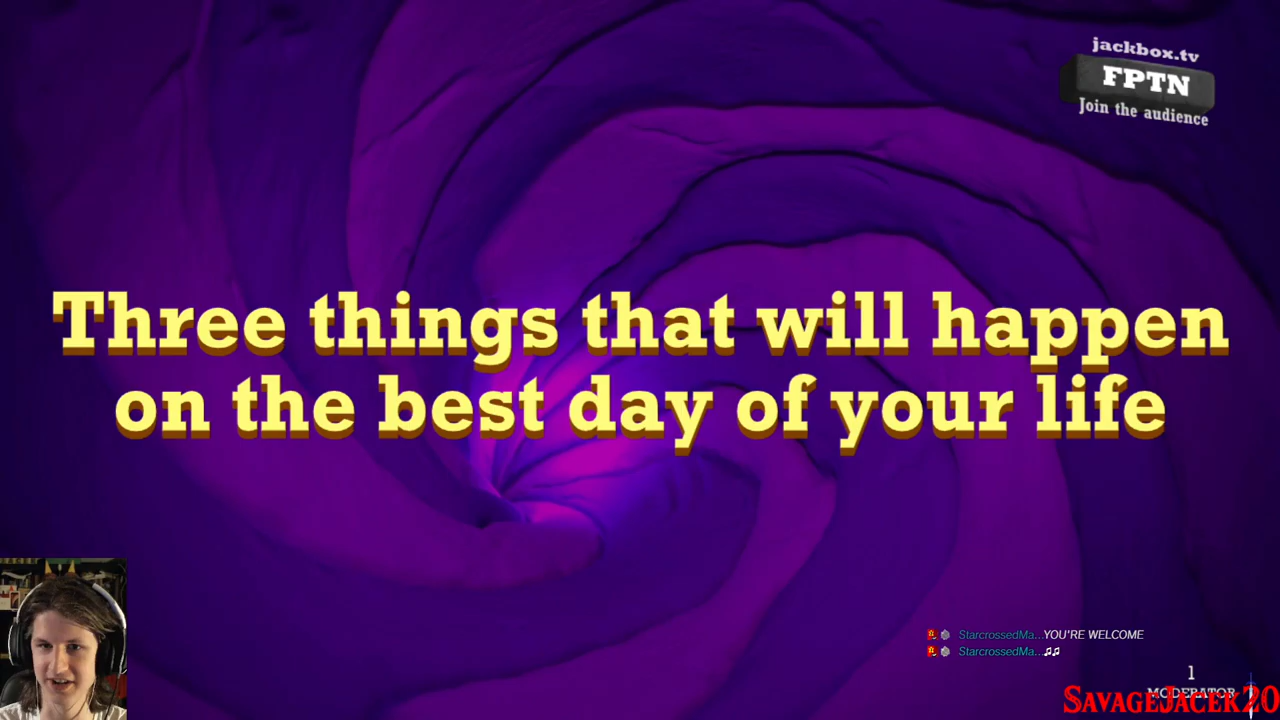 jackbox.tv
FPTN
Join the audience
Three things that will happen
on the best day of your life
StarcrossedMa...YOU'RE WELCOME
StarcrossedMa...♫♫
1
MODERATOR
SAVAGEJACEK20